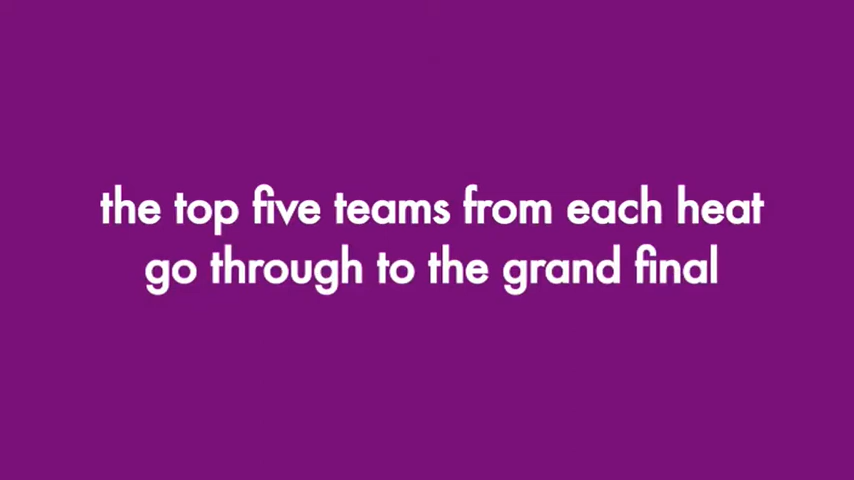 the top five teams from each heat
go through to the grand final